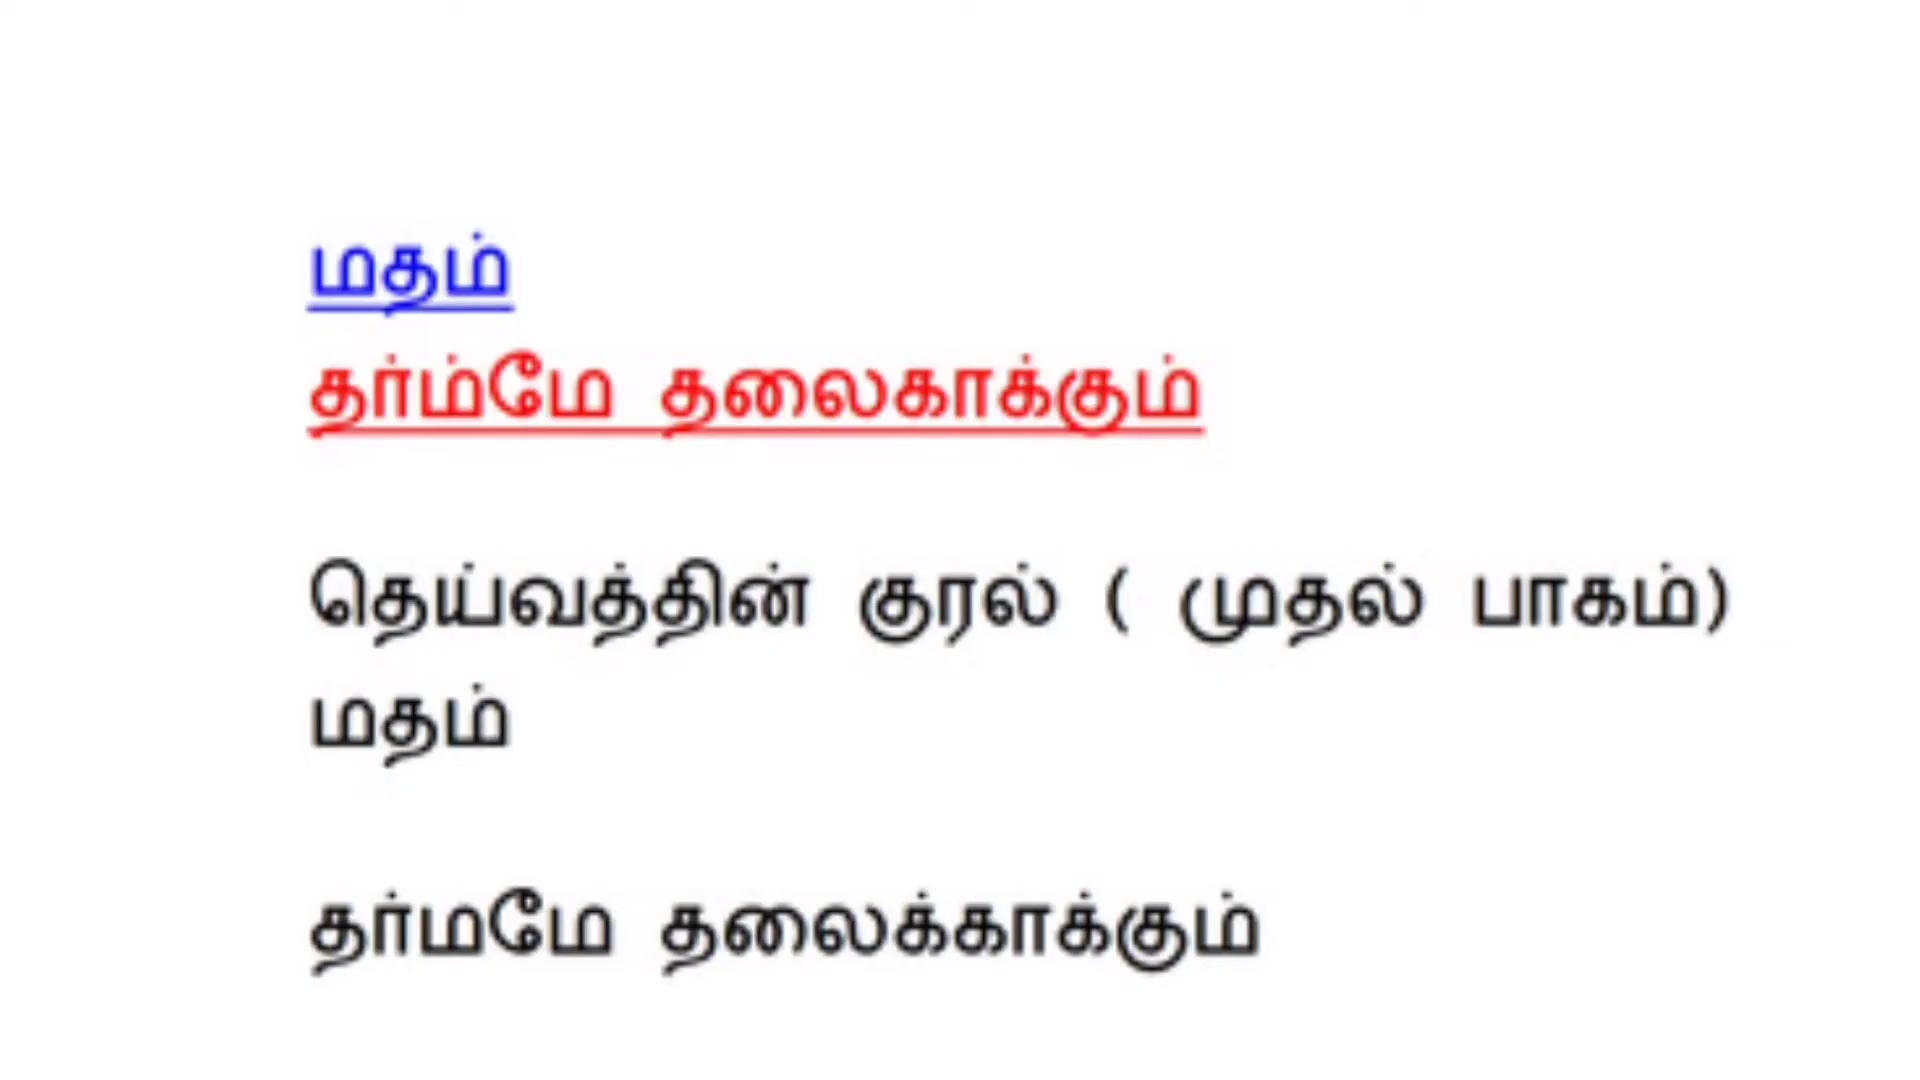 மதம்
தர்ம்மே தலைகாக்கும்
தெய்வத்தின் குரல் ( முதல் பாகம்)
மதம்
தர்மமே தலைக்காக்கும்